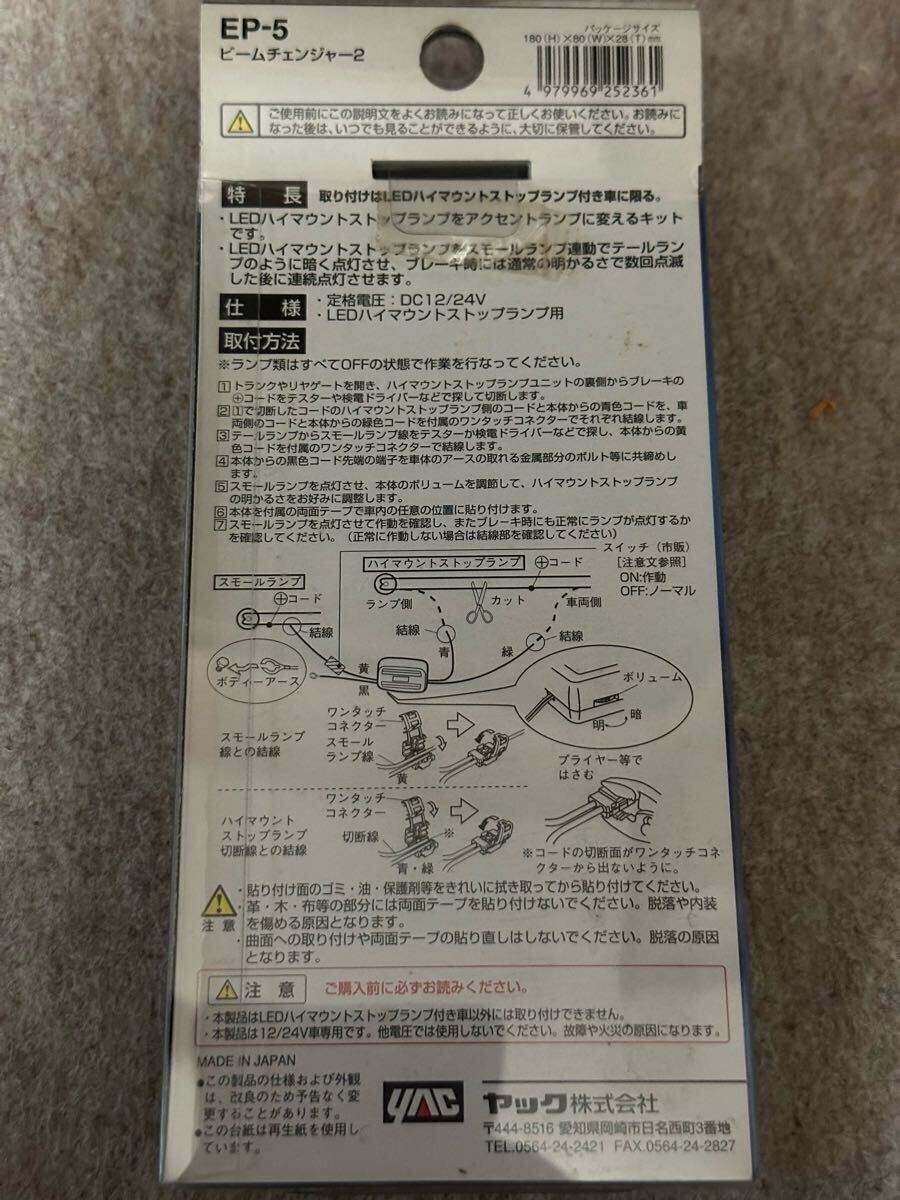 EP-5
ビームチェンジャー2
パッケージサイズ
180(H)×80(W)×28(T)mm
4 979969 252361
ご使用前にこの説明文をよくお読みになって正しくお使いください。お読みに
なった後は、いつでも見ることができるように、大切に保管してください。
特 長 取り付けはLEDハイマウントストップランプ付き車に限る。
・LEDハイマウントストップランプをアクセントランプに変えるキット
です。
・LEDハイマウントストップランプをスモールランプ連動でテールラン
プのように暗く点灯させ、ブレーキ時には通常の明かるさで数回点滅
した後に連続点灯させます。
仕 様 ・定格電圧：DC12/24V
・LEDハイマウントストップランプ用
取付方法
※ランプ類はすべてOFFの状態で作業を行なってください。
1 トランクやリヤゲートを開き、ハイマウントストップランプユニットの裏側からブレーキの
⊕コードをテスターや検電ドライバーなどで探して切断します。
2 1で切断したコードのハイマウントストップランプ側のコードと本体からの青色コードを、車
両側のコードと本体からの緑色コードを付属のワンタッチコネクターでそれぞれ結線します。
3 テールランプからスモールランプ線をテスターか検電ドライバーなどで探し、本体からの黄
色コードを付属のワンタッチコネクターで結線します。
4 本体からの黒色コード先端の端子を車体のアースの取れる金属部分のボルト等に共締めし
ます。
5 スモールランプを点灯させ、本体のボリュームを調節して、ハイマウントストップランプ
の明かるさをお好みに調整します。
6 本体を付属の両面テープで車内の任意の位置に貼り付けます。
7 スモールランプを点灯させて作動を確認し、またブレーキ時にも正常にランプが点灯するか
を確認してください。（正常に作動しない場合は結線部を確認してください）
スイッチ（市販）
[注意文参照]
ON:作動
OFF:ノーマル
ハイマウントストップランプ
⊕コード
スモールランプ
⊕コード
ランプ側
カット
車両側
結線
結線
青
緑
結線
黄
黒
ボディーアース
ボリューム
明 暗
ワンタッチ
コネクター
スモール
ランプ線
黄
スモールランプ
線との結線
プライヤー等で
はさむ
ワンタッチ
コネクター
切断線
※
青・緑
ハイマウント
ストップランプ
切断線との結線
※コードの切断面がワンタッチコネ
クターから出ないように。
注 意
・貼り付け面のゴミ・油・保護剤等をきれいに拭き取ってから貼り付けてください。
・革・木・布等の部分には両面テープを貼り付けないでください。脱落や内装
を傷める原因となります。
・曲面への取り付けや両面テープの貼り直しはしないでください。脱落の原因
となります。
注 意 ご購入前に必ずお読みください。
・本製品はLEDハイマウントストップランプ付き車以外には取り付けできません。
・本製品は12/24V車専用です。他電圧では使用しないでください。故障や火災の原因になります。
MADE IN JAPAN
●この製品の仕様および外観
は、改良のため予告なく変
更することがあります。
●この台紙は再生紙を使用し
ています。
YAC ヤック株式会社
〒444-8516 愛知県岡崎市日名西町3番地
TEL.0564-24-2421 FAX.0564-24-2827